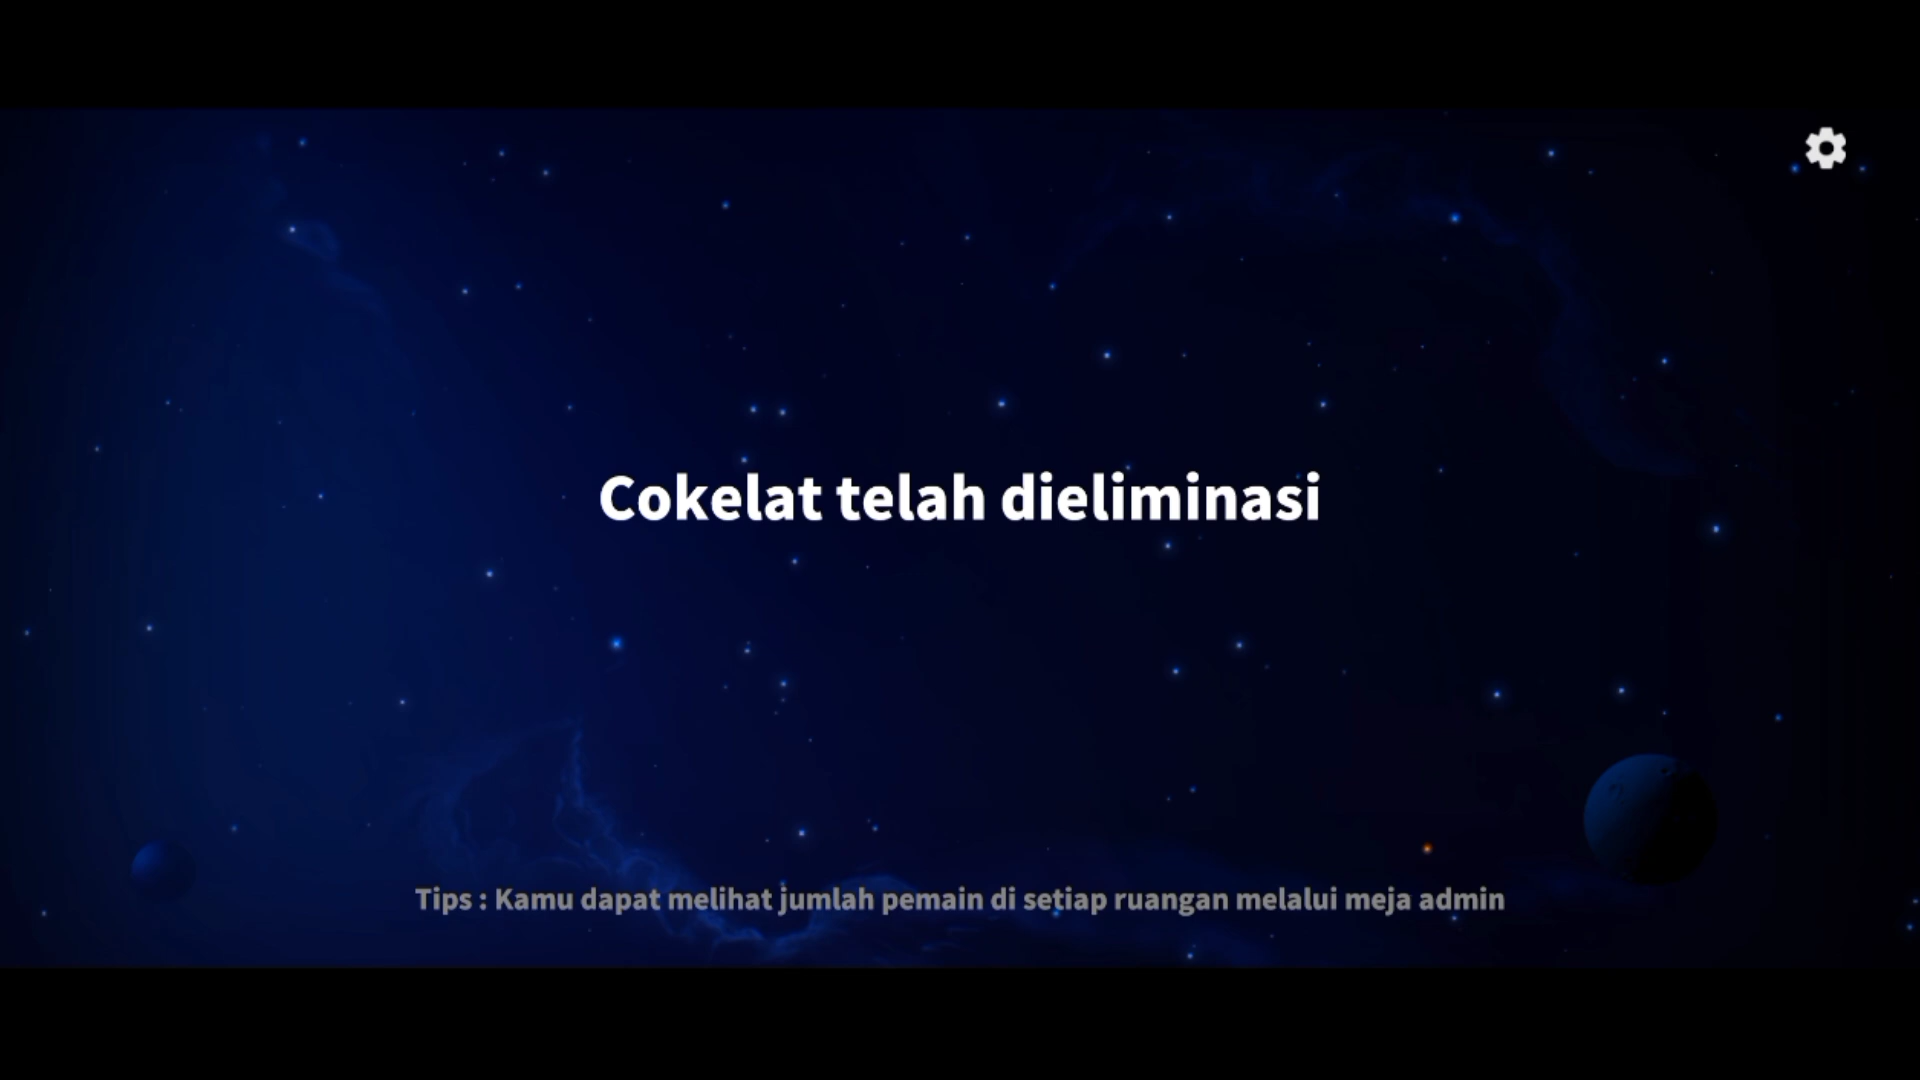 Cokelat telah dieliminasi
Tips : Kamu dapat melihat jumlah pemain di setiap ruangan melalui meja admin